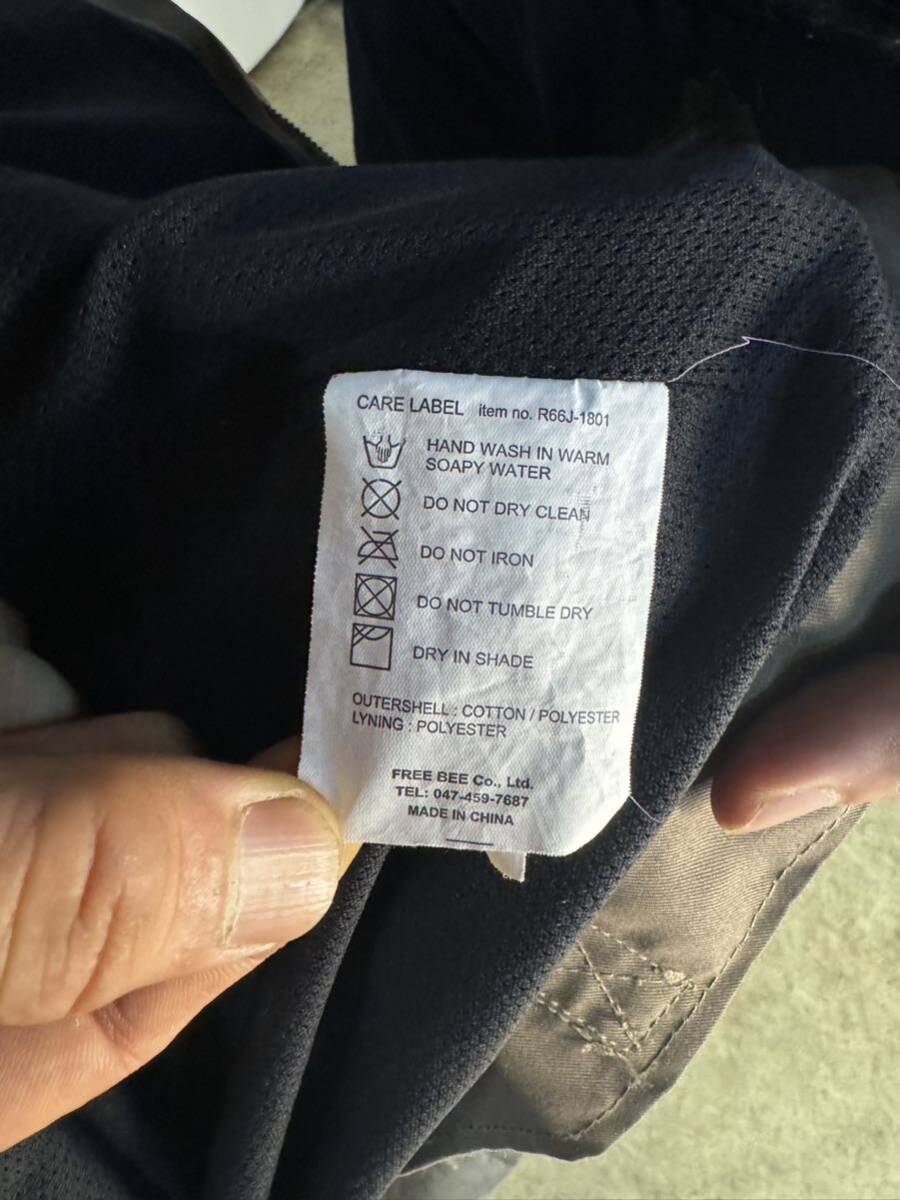 CARE LABEL item no. R66J-1801
HAND WASH IN WARM
SOAPY WATER
DO NOT DRY CLEAN
DO NOT IRON
DO NOT TUMBLE DRY
DRY IN SHADE
OUTERSHELL : COTTON / POLYESTER
LYNING : POLYESTER
FREE BEE Co., Ltd.
TEL: 047-459-7687
MADE IN CHINA